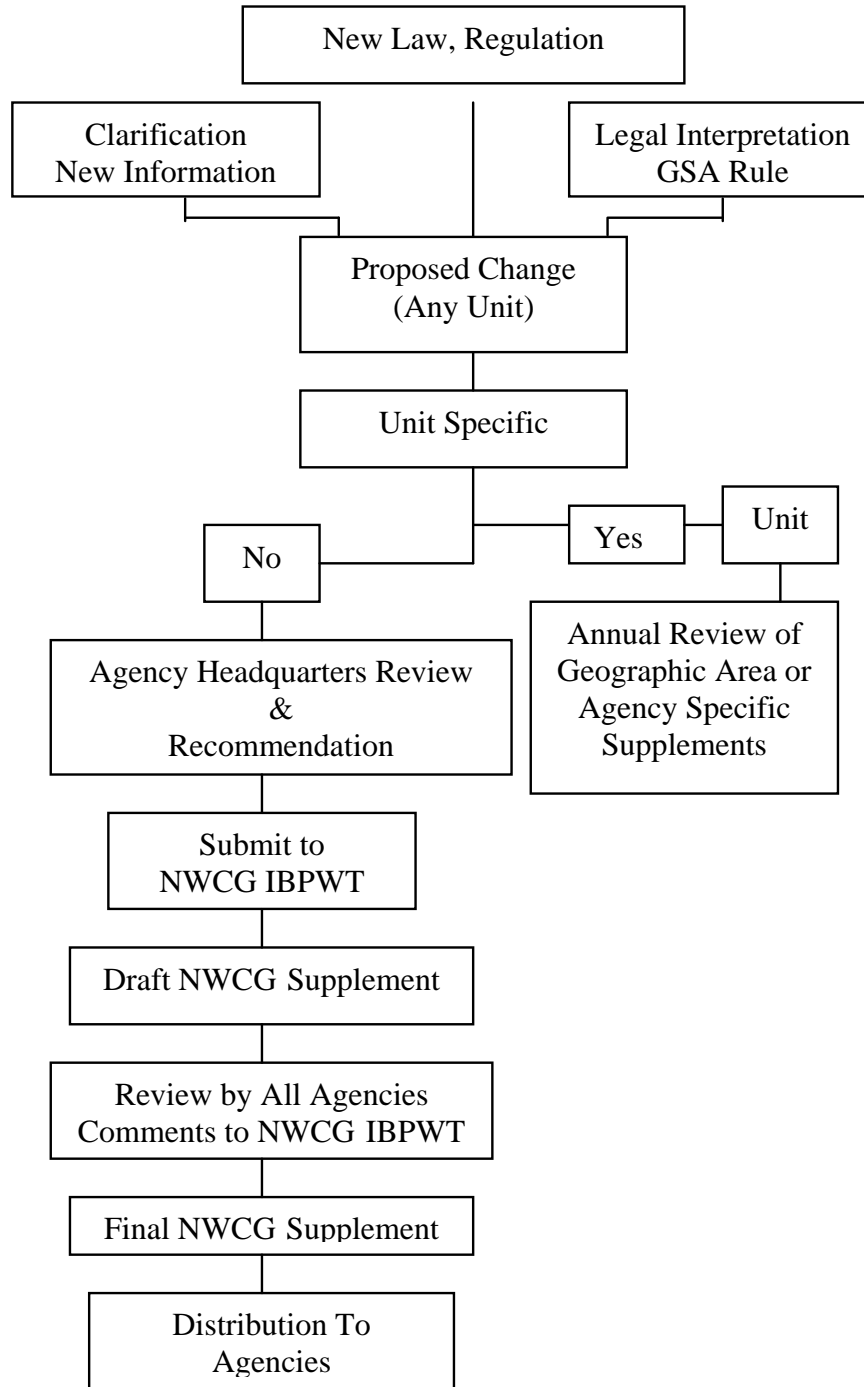 New Law, Regulation
Clarification
New Information
Legal Interpretation
GSA Rule
Proposed Change
(Any Unit)
Unit Specific
No
Yes
Unit
Agency Headquarters Review
&
Recommendation
Annual Review of
Geographic Area or
Agency Specific
Supplements
Submit to
NWCG IBPWT
Draft NWCG Supplement
Review by All Agencies
Comments to NWCG IBPWT
Final NWCG Supplement
Distribution To
Agencies